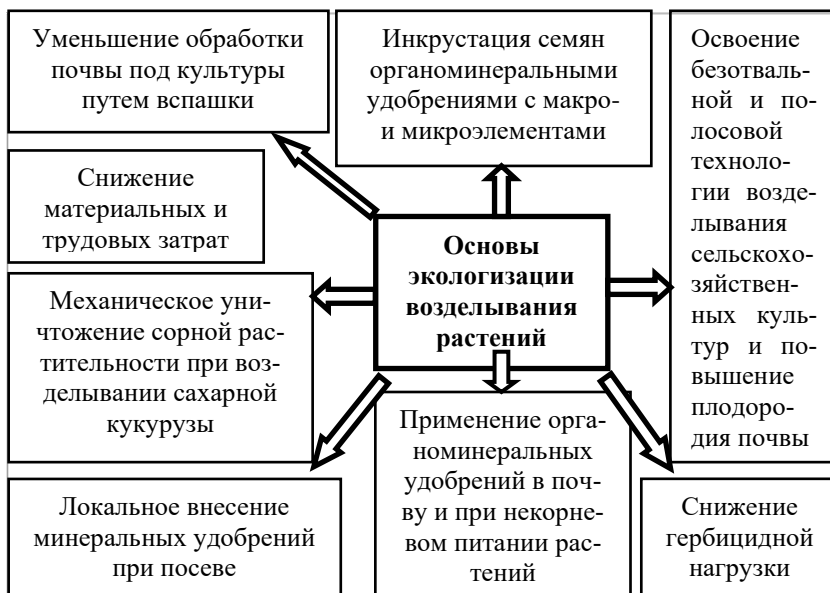 Уменьшение обработки
почвы под культуры
путем вспашки
Инкрустация семян
органоминеральными
удобрениями с макро-
и микроэлементами
Освоение
безотваль-
ной и по-
лосовой
техноло-
гии возде-
лывания
сельскохо-
зяйствен-
ных куль-
тур и по-
вышение
плодоро-
дия почвы
Снижение
материальных и
трудовых затрат
Основы
экологизации
возделывания
растений
Механическое уни-
чтожение сорной рас-
тительности при воз-
делывании сахарной
кукурузы
Локальное внесение
минеральных удобрений
при посеве
Применение орга-
номинеральных
удобрений в поч-
ву и при некорне-
вом питании рас-
тений
Снижение
гербицидной
нагрузки